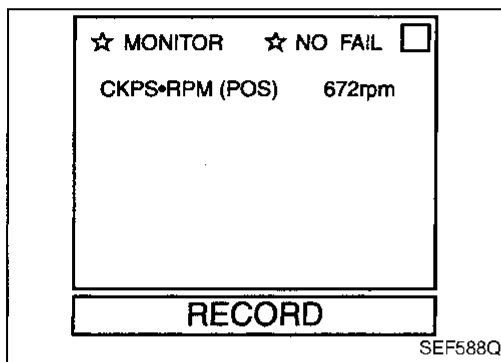 ☆ MONITOR ☆ NO FAIL
CKPS•RPM (POS) 672rpm
RECORD
SEF588Q